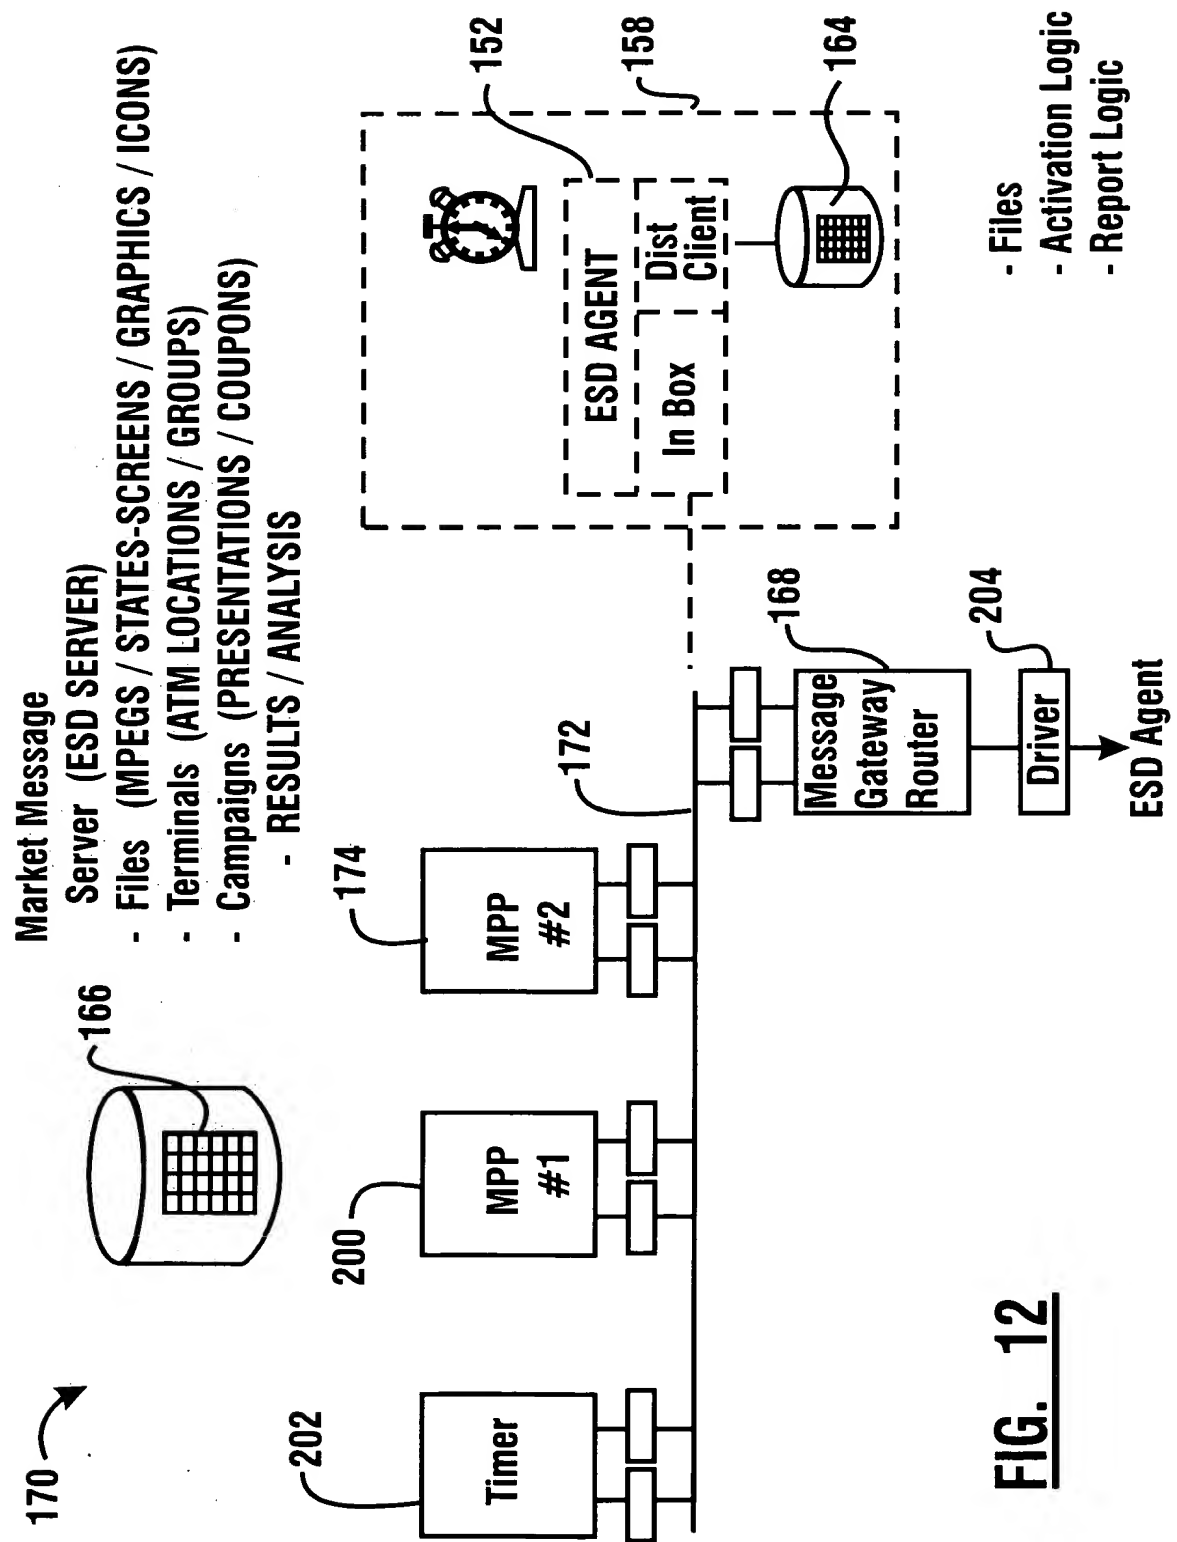 170
166
Market Message
Server (ESD SERVER)
- Files (MPEGS / STATES-SCREENS / GRAPHICS / ICONS)
- Terminals (ATM LOCATIONS / GROUPS)
- Campaigns (PRESENTATIONS / COUPONS)
- RESULTS / ANALYSIS
202
Timer
200
MPP
#1
174
MPP
#2
172
152
158
164
ESD AGENT
In Box
Dist
Client
168
Message
Gateway
Router
204
Driver
ESD Agent
- Files
- Activation Logic
- Report Logic
FIG. 12